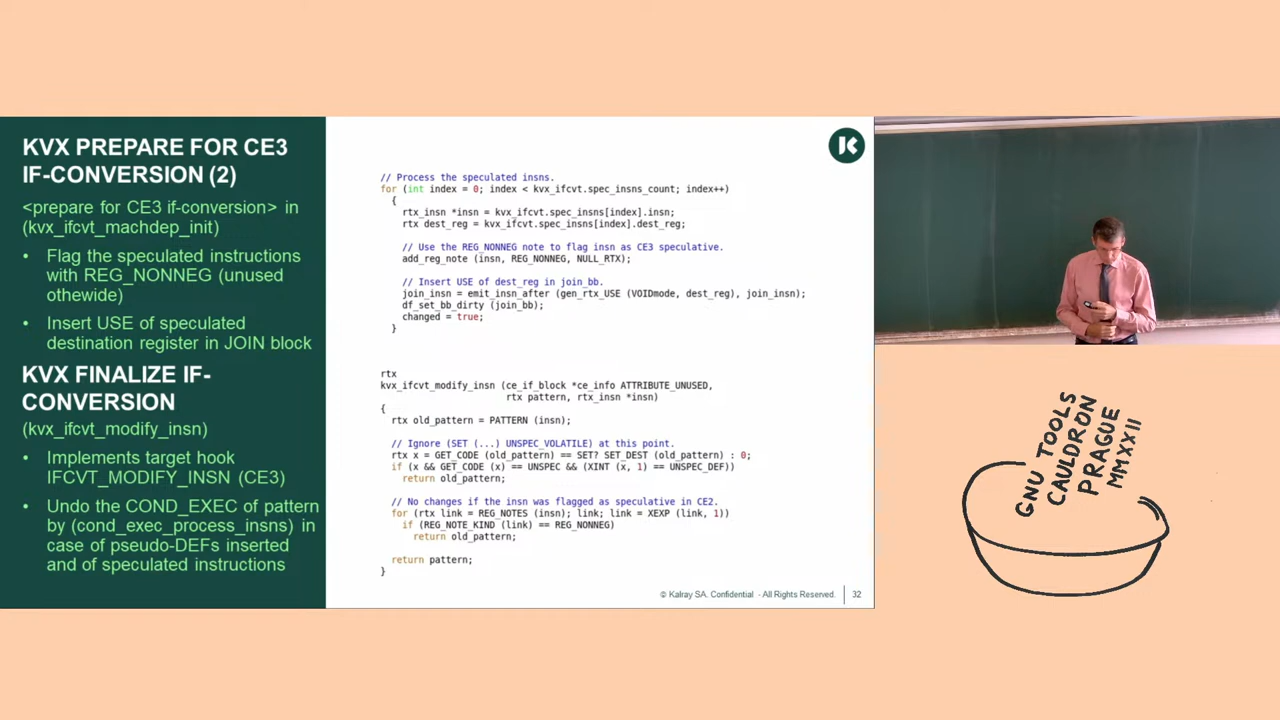 KVX PREPARE FOR CE3
IF-CONVERSION (2)
<prepare for CE3 if-conversion> in
(kvx_ifcvt_machdep_init)
• Flag the speculated instructions
with REG_NONNEG (unused
othewide)
• Insert USE of speculated
destination register in JOIN block
KVX FINALIZE IF-
CONVERSION
(kvx_ifcvt_modify_insn)
• Implements target hook
IFCVT_MODIFY_INSN (CE3)
• Undo the COND_EXEC of pattern
by (cond_exec_process_insns) in
case of pseudo-DEFs inserted
and of speculated instructions
// Process the speculated insns.
for (int index = 0; index < kvx_ifcvt.spec_insns_count; index++)
{
rtx_insn *insn = kvx_ifcvt.spec_insns[index].insn;
rtx dest_reg = kvx_ifcvt.spec_insns[index].dest_reg;
// Use the REG_NONNEG note to flag insn as CE3 speculative.
add_reg_note (insn, REG_NONNEG, NULL_RTX);
// Insert USE of dest_reg in join_bb.
join_insn = emit_insn_after (gen_rtx_USE (VOIDmode, dest_reg), join_insn);
df_set_bb_dirty (join_bb);
changed = true;
}
rtx
kvx_ifcvt_modify_insn (ce_if_block *ce_info ATTRIBUTE_UNUSED,
rtx pattern, rtx_insn *insn)
{
rtx old_pattern = PATTERN (insn);
// Ignore (SET (...) UNSPEC_VOLATILE) at this point.
rtx x = GET_CODE (old_pattern) == SET? SET_DEST (old_pattern) : 0;
if (x && GET_CODE (x) == UNSPEC && (XINT (x, 1) == UNSPEC_DEF))
return old_pattern;
// No changes if the insn was flagged as speculative in CE2.
for (rtx link = REG_NOTES (insn); link; link = XEXP (link, 1))
if (REG_NOTE_KIND (link) == REG_NONNEG)
return old_pattern;
return pattern;
}
© Kalray SA. Confidential - All Rights Reserved.
32
GNU TOOLS
CAULDRON
PRAGUE
MMXXII